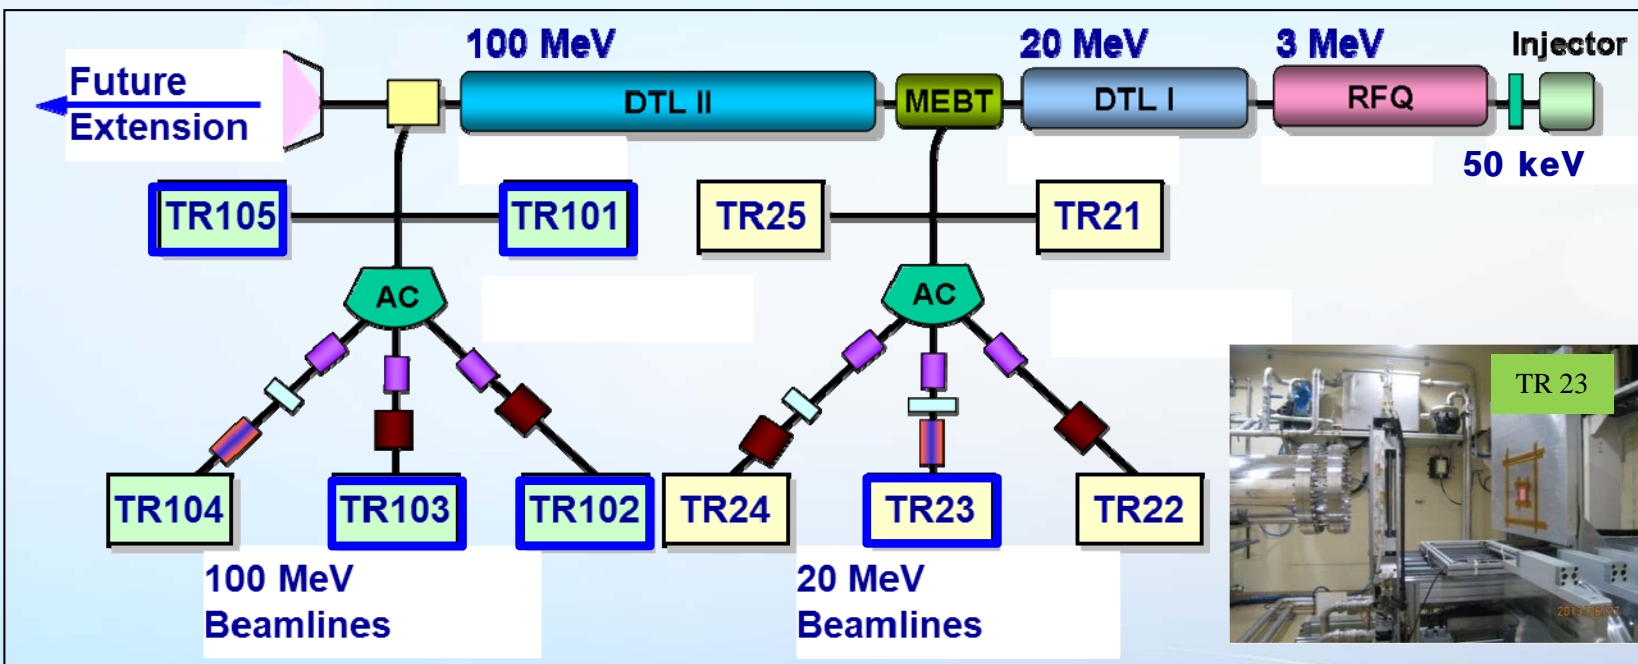 100 MeV
20 MeV
3 MeV
Injector
Future
Extension
DTL II
MEBT
DTL I
RFQ
50 keV
TR105
TR101
TR25
TR21
AC
AC
TR 23
TR104
TR103
TR102
TR24
TR23
TR22
100 MeV
Beamlines
20 MeV
Beamlines